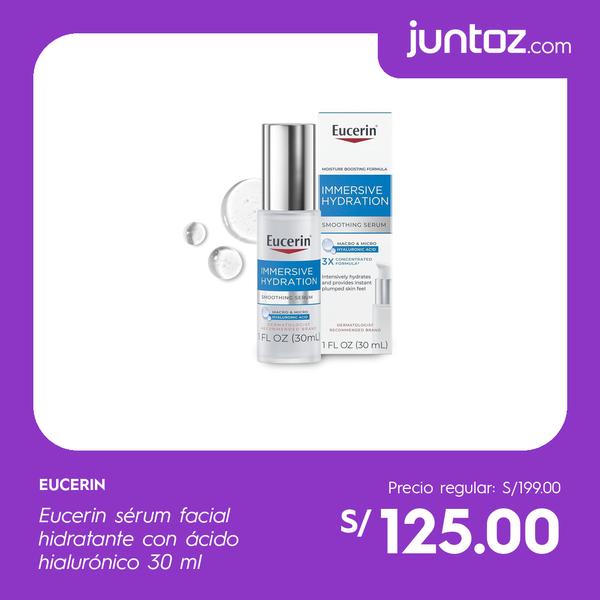 juntoz.com
Eucerin
MOISTURE BOOSTING FORMULA
IMMERSIVE
HYDRATION
SMOOTHING SERUM
MACRO & MICRO
HYALURONIC ACID
3X CONCENTRATED
FORMULA*
Intensively hydrates
and provides instant
plumped skin feel
DERMATOLOGIST
RECOMMENDED BRAND
1 FL OZ (30 mL)
Eucerin
IMMERSIVE
HYDRATION
SMOOTHING SERUM
MACRO & MICRO
HYALURONIC ACID
DERMATOLOGIST
RECOMMENDED BRAND
1 FL OZ (30mL)
EUCERIN
Eucerin sérum facial
hidratante con ácido
hialurónico 30 ml
Precio regular: S/199.00
S/ 125.00